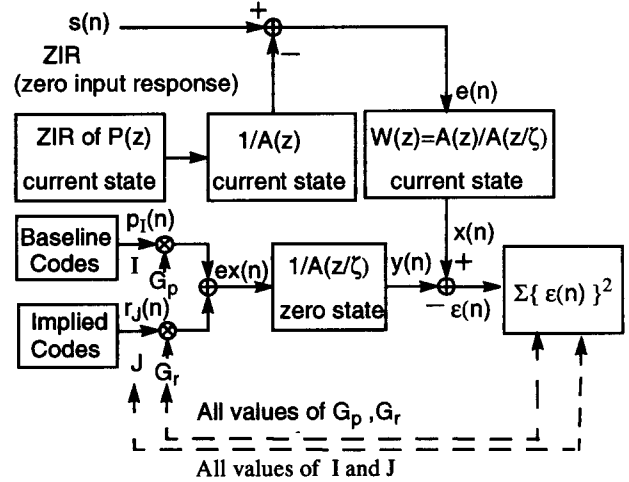 s(n)
+
−
ZIR
(zero input response)
e(n)
ZIR of P(z)
current state
1/A(z)
current state
W(z)=A(z)/A(z/ζ)
current state
Baseline
Codes
p_I(n)
I
G_p
ex(n)
1/A(z/ζ)
zero state
y(n)
x(n)
+
−
ε(n)
Σ{ ε(n) }²
Implied
Codes
r_J(n)
J
G_r
All values of G_p ,G_r
All values of I and J